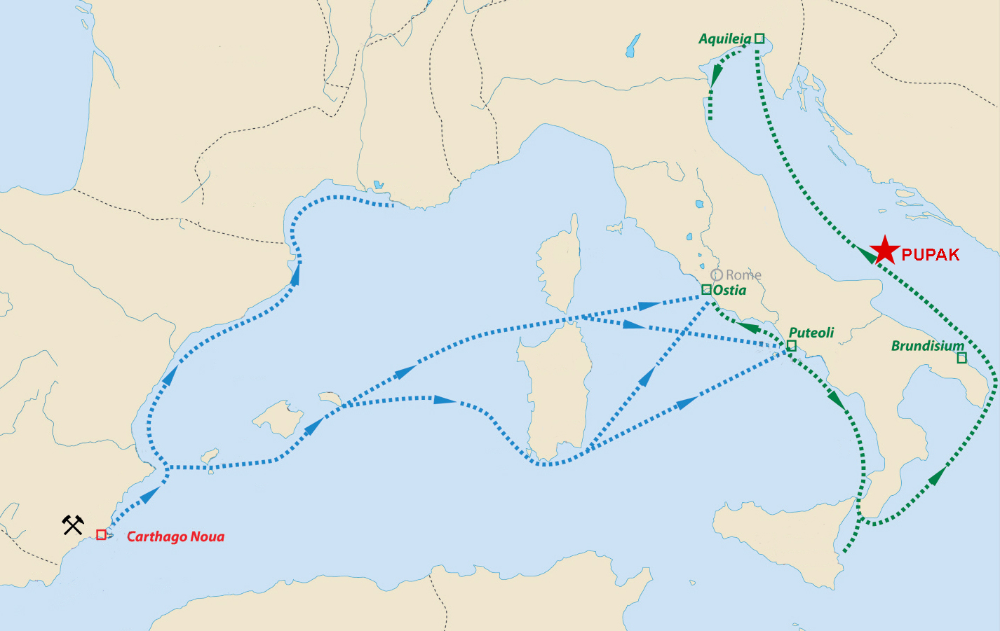 Aquileia
PUPAK
Rome
Ostia
Puteoli
Brundisium
Carthago Noua